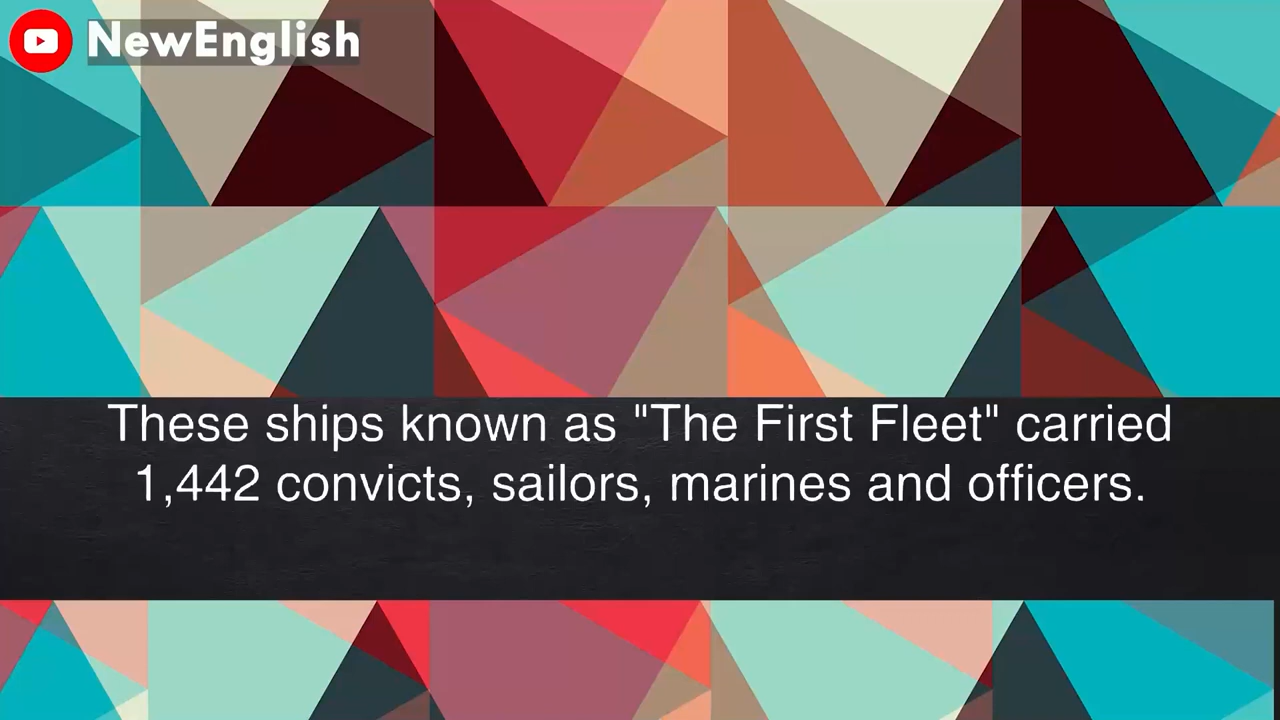 NewEnglish
These ships known as "The First Fleet" carried
1,442 convicts, sailors, marines and officers.